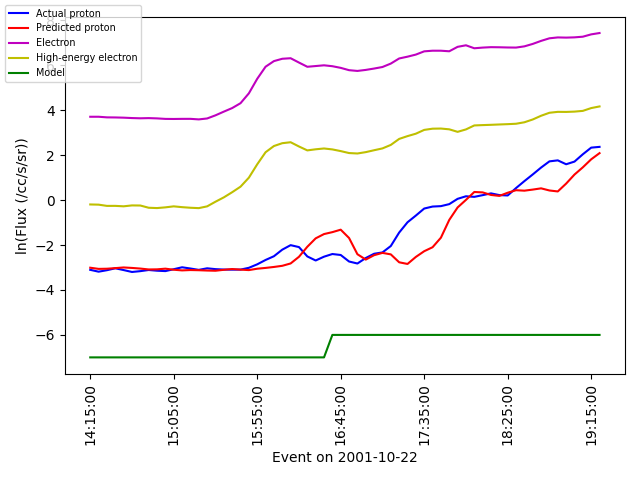 Actual proton
Predicted proton
Electron
High-energy electron
Model
4
2
0
−2
−4
−6
ln(Flux (/cc/s/sr))
14:15:00
15:05:00
15:55:00
16:45:00
17:35:00
18:25:00
19:15:00
Event on 2001-10-22